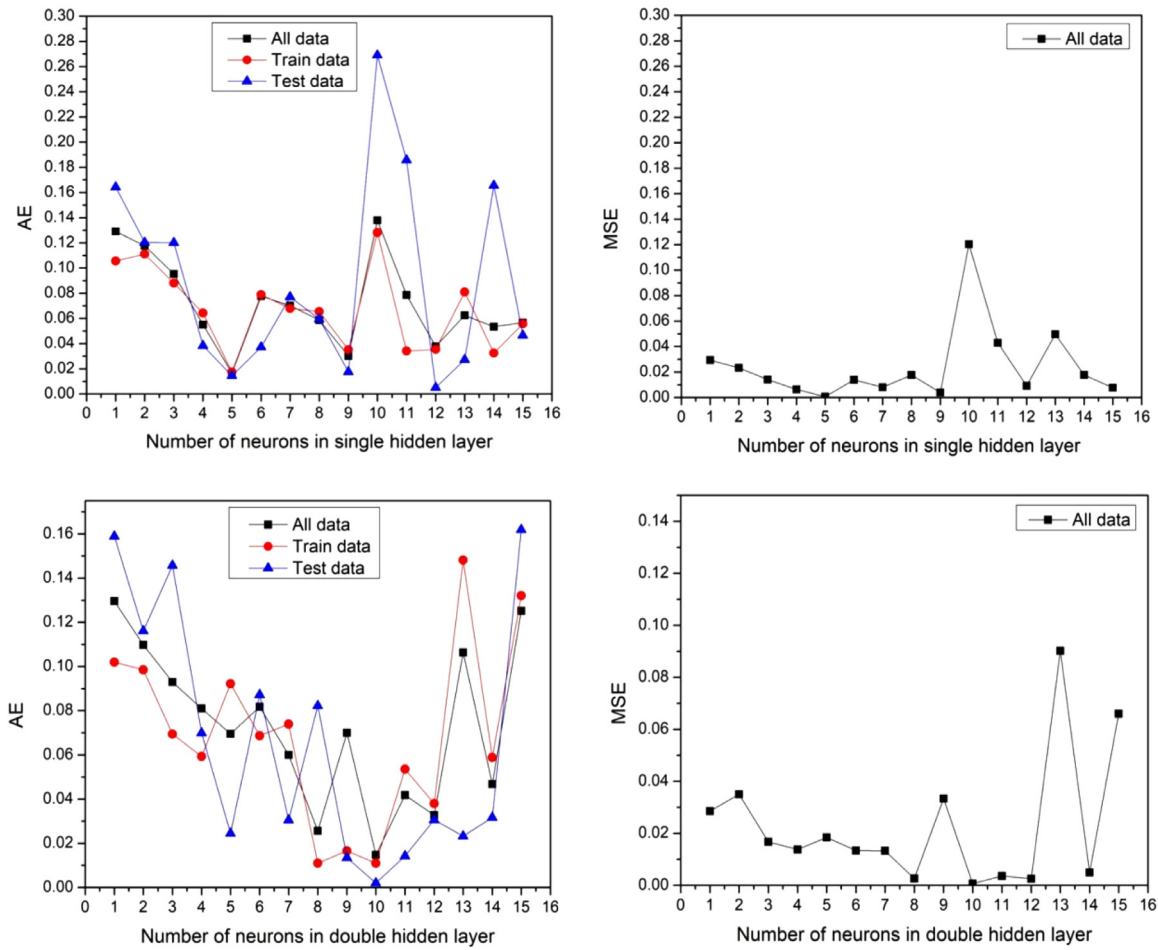 0.30
0.28
0.26
0.24
0.22
0.20
0.18
0.16
0.14
0.12
0.10
0.08
0.06
0.04
0.02
0.00
AE
All data
Train data
Test data
0 1 2 3 4 5 6 7 8 9 10 11 12 13 14 15 16
Number of neurons in single hidden layer
0.30
0.28
0.26
0.24
0.22
0.20
0.18
0.16
0.14
0.12
0.10
0.08
0.06
0.04
0.02
0.00
MSE
All data
0 1 2 3 4 5 6 7 8 9 10 11 12 13 14 15 16
Number of neurons in single hidden layer
0.16
0.14
0.12
0.10
0.08
0.06
0.04
0.02
0.00
AE
All data
Train data
Test data
0 1 2 3 4 5 6 7 8 9 10 11 12 13 14 15 16
Number of neurons in double hidden layer
0.14
0.12
0.10
0.08
0.06
0.04
0.02
0.00
MSE
All data
0 1 2 3 4 5 6 7 8 9 10 11 12 13 14 15 16
Number of neurons in double hidden layer